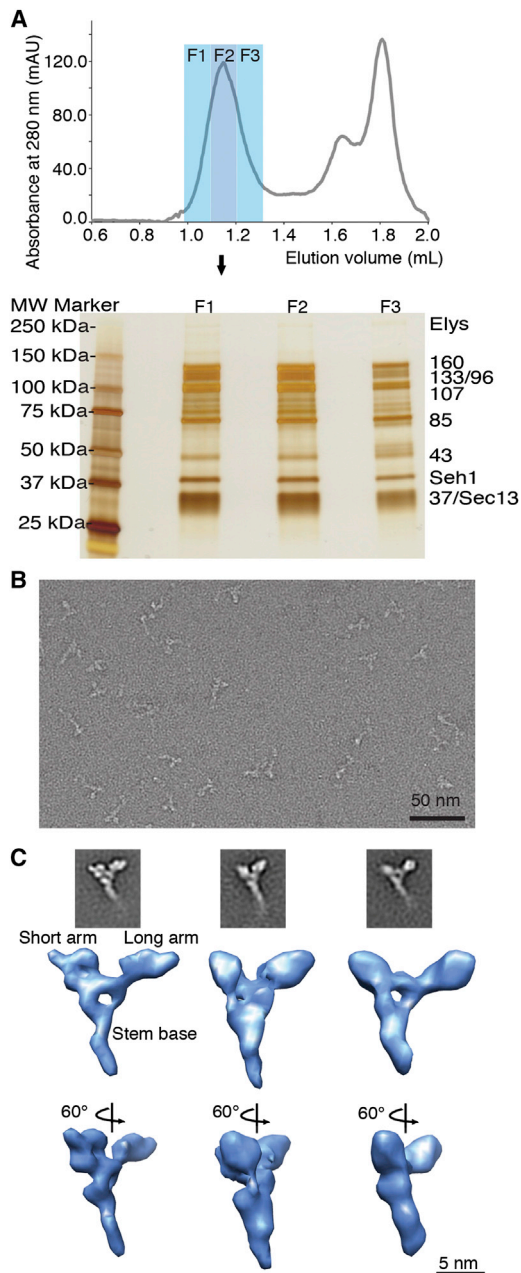 A
F1 F2 F3
Absorbance at 280 nm (mAU)
120.0
80.0
40.0
0.0
0.6 0.8 1.0 1.2 1.4 1.6 1.8 2.0
Elution volume (mL)
MW Marker F1 F2 F3
250 kDa- Elys
150 kDa- 160
133/96
100 kDa- 107
75 kDa- 85
50 kDa- 43
37 kDa- Seh1
37/Sec13
25 kDa-
B
50 nm
C
Short arm Long arm
Stem base
60° 60° 60°
5 nm